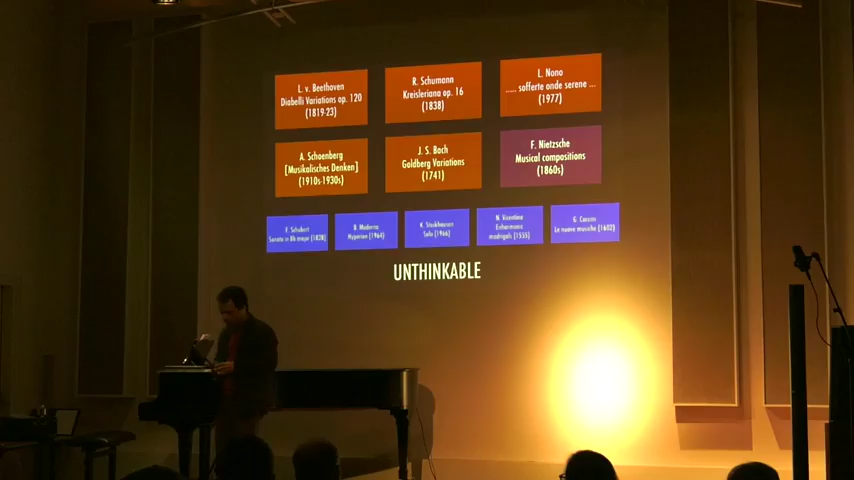 L. v. Beethoven
Diabelli Variations op. 120
(1819-23)
R. Schumann
Kreisleriana op. 16
(1838)
L. Nono
..... sofferte onde serene ...
(1977)
A. Schoenberg
[Musikalisches Denken]
(1910s-1930s)
J. S. Bach
Goldberg Variations
(1741)
F. Nietzsche
Musical compositions
(1860s)
F. Schubert
Sonata in Bb major (1828)
B. Maderna
Hyperion (1964)
K. Stockhausen
Solo (1966)
N. Vicentino
Enharmonic
madrigals (1555)
G. Caccini
Le nuove musiche (1602)
UNTHINKABLE